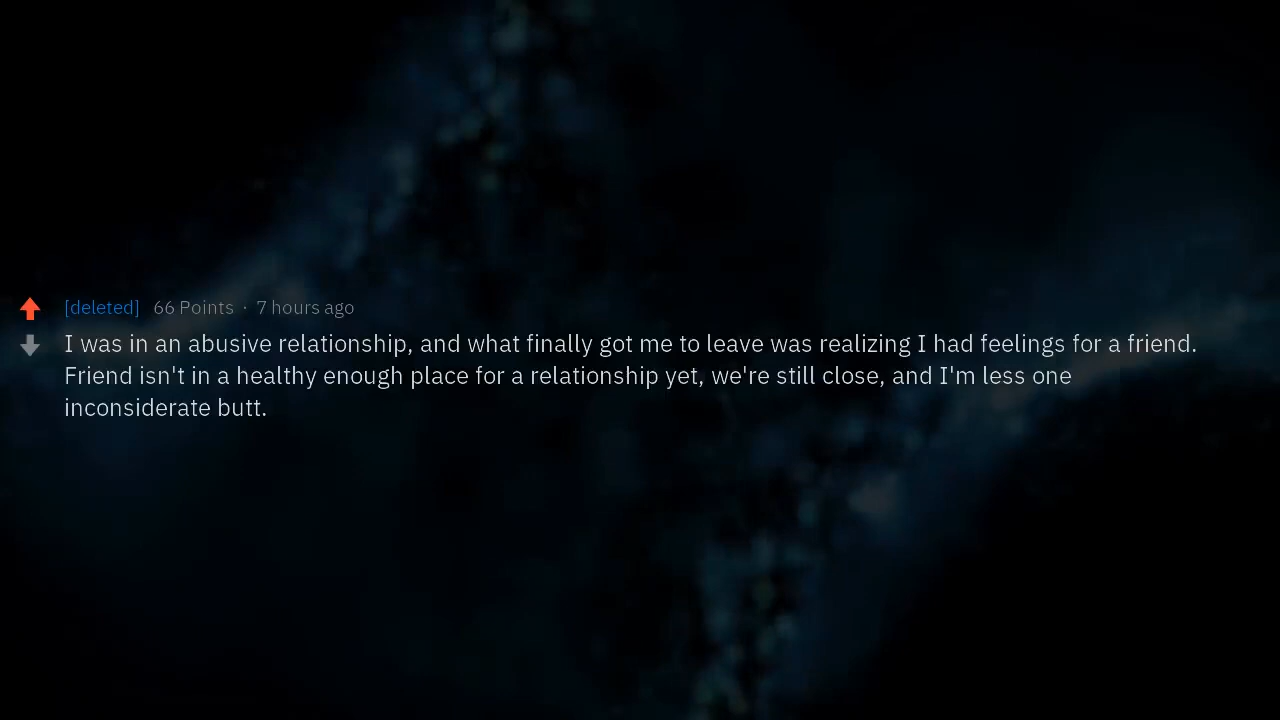 [deleted] 66 Points · 7 hours ago
I was in an abusive relationship, and what finally got me to leave was realizing I had feelings for a friend.
Friend isn't in a healthy enough place for a relationship yet, we're still close, and I'm less one
inconsiderate butt.